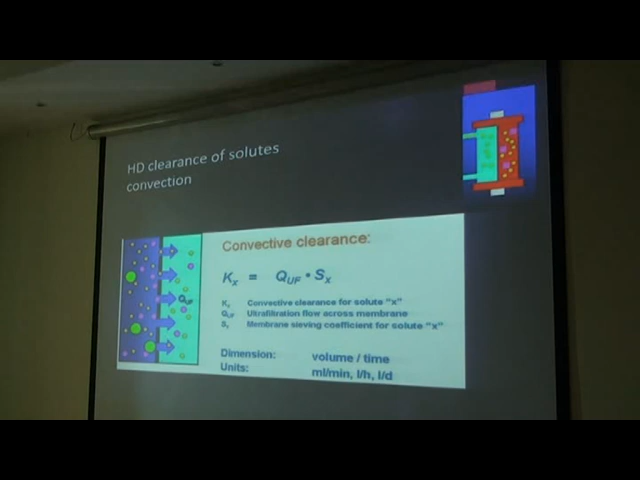 HD clearance of solutes
convection
Convective clearance:
Kx = QUF • Sx
Kx Convective clearance for solute "x"
QUF Ultrafiltration flow across membrane
Sx Membrane sieving coefficient for solute "x"
QUF
Dimension: volume / time
Units: ml/min, l/h, l/d